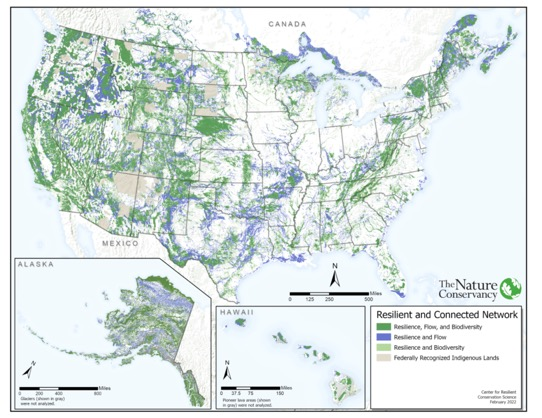 CANADA
MEXICO
N
0 125 250 500 Miles
The Nature
Conservancy
ALASKA
N
0 200 400 800 Miles
Glaciers (shown in gray)
were not analyzed.
HAWAII
N
0 37.5 75 150 Miles
Pioneer lava areas (shown
in gray) were not analyzed.
Resilient and Connected Network
Resilience, Flow, and Biodiversity
Resilience and Flow
Resilience and Biodiversity
Federally Recognized Indigenous Lands
Center for Resilient
Conservation Science
February 2022